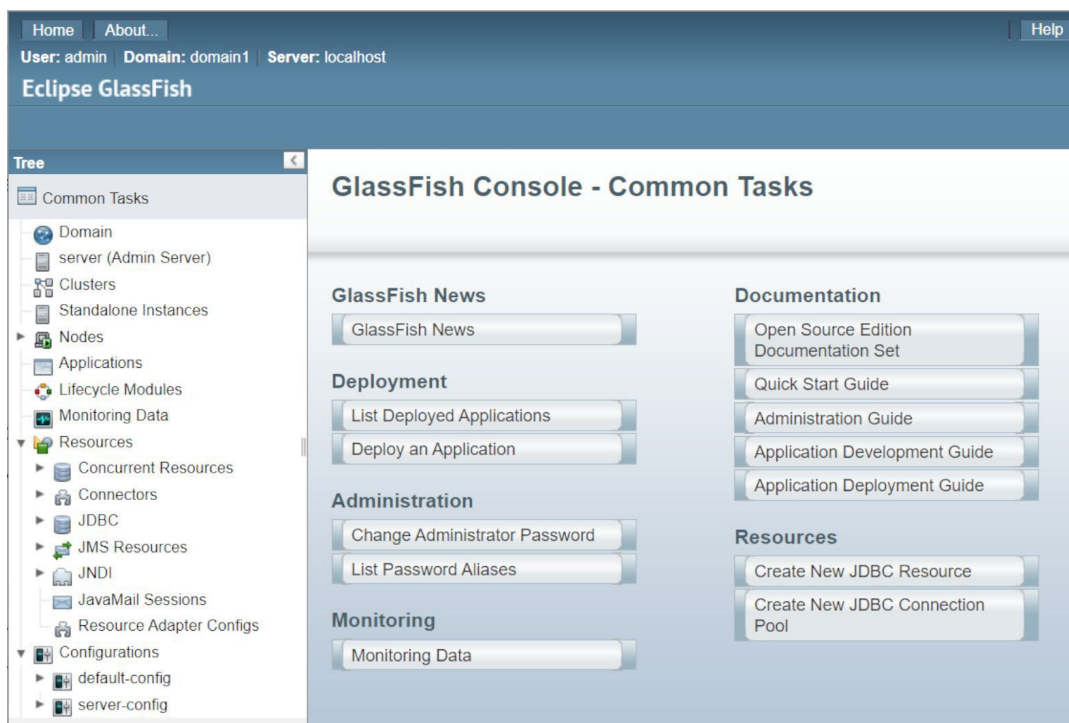 Home About... Help
User: admin Domain: domain1 Server: localhost
Eclipse GlassFish
Tree
Common Tasks
Domain
server (Admin Server)
Clusters
Standalone Instances
Nodes
Applications
Lifecycle Modules
Monitoring Data
Resources
Concurrent Resources
Connectors
JDBC
JMS Resources
JNDI
JavaMail Sessions
Resource Adapter Configs
Configurations
default-config
server-config
GlassFish Console - Common Tasks
GlassFish News
GlassFish News
Deployment
List Deployed Applications
Deploy an Application
Administration
Change Administrator Password
List Password Aliases
Monitoring
Monitoring Data
Documentation
Open Source Edition
Documentation Set
Quick Start Guide
Administration Guide
Application Development Guide
Application Deployment Guide
Resources
Create New JDBC Resource
Create New JDBC Connection
Pool